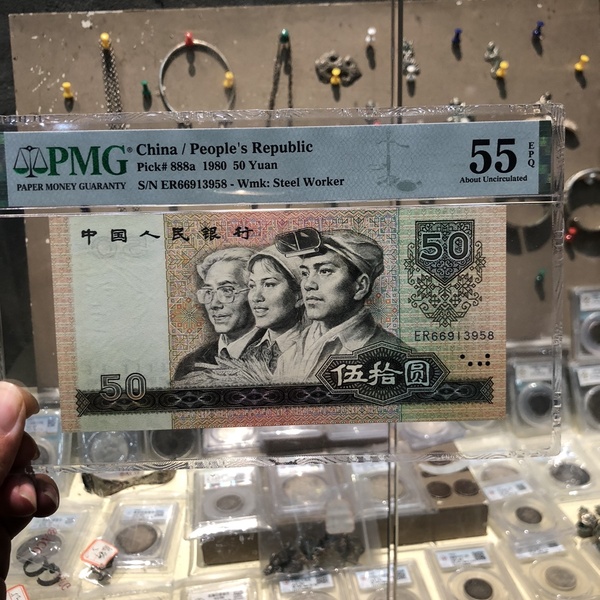 PMG®
PAPER MONEY GUARANTY
China / People's Republic
Pick# 888a 1980 50 Yuan
S/N ER66913958 - Wmk: Steel Worker
55
EPQ
About Uncirculated
中国人民银行
50
ER66913958
50
伍拾圆